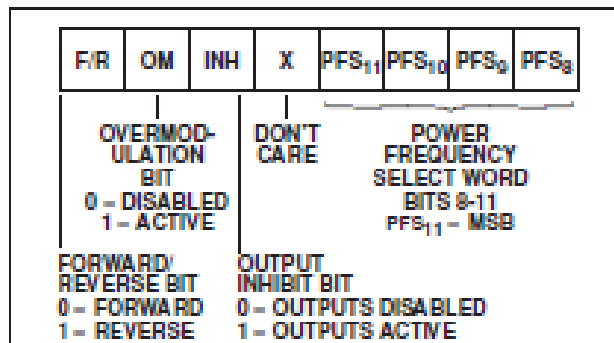 F/R OM INH X PFS11 PFS10 PFS9 PFS8
OVERMOD-
ULATION
BIT
0 – DISABLED
1 – ACTIVE
DON'T
CARE
POWER
FREQUENCY
SELECT WORD
BITS 8-11
PFS11 – MSB
FORWARD/
REVERSE BIT
0 – FORWARD
1 – REVERSE
OUTPUT
INHIBIT BIT
0 – OUTPUTS DISABLED
1 – OUTPUTS ACTIVE